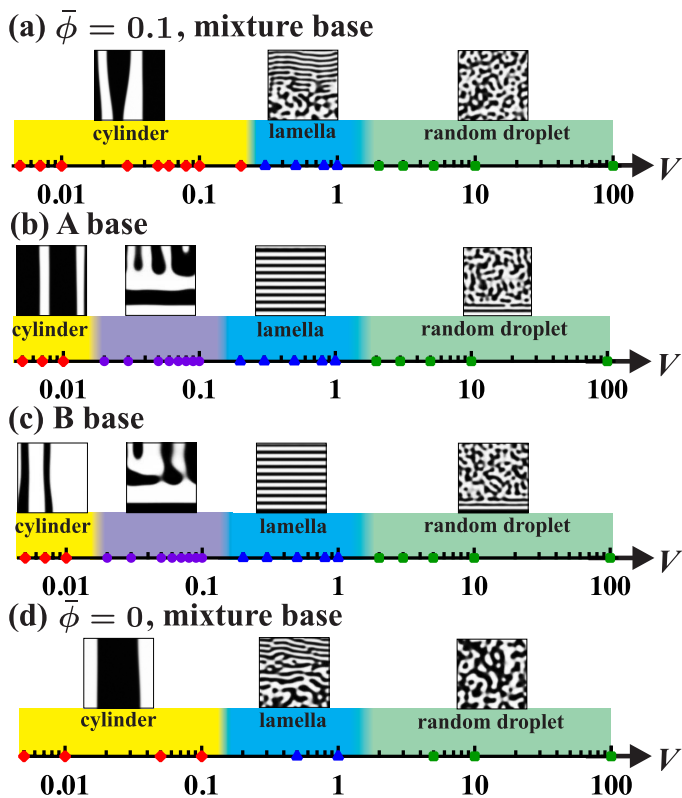 (a) ϕ̄ = 0.1, mixture base
cylinder lamella random droplet
0.01 0.1 1 10 100 V
(b) A base
cylinder lamella random droplet
0.01 0.1 1 10 100 V
(c) B base
cylinder lamella random droplet
0.01 0.1 1 10 100 V
(d) ϕ̄ = 0, mixture base
cylinder lamella random droplet
0.01 0.1 1 10 100 V